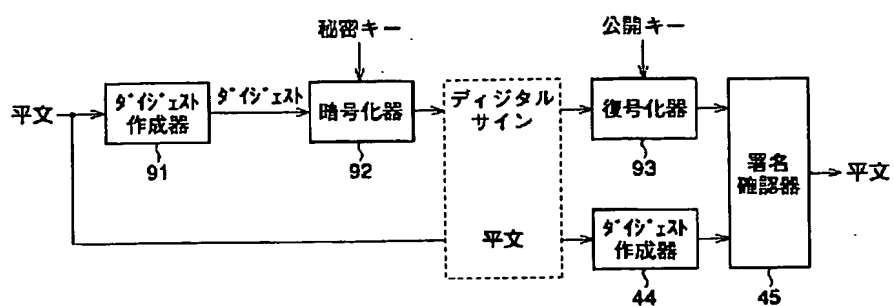 秘密キー
公開キー
平文
ダイジェスト
作成器
91
ダイジェスト
暗号化器
92
ディジタル
サイン
平文
復号化器
93
ダイジェスト
作成器
44
署名
確認器
45
平文